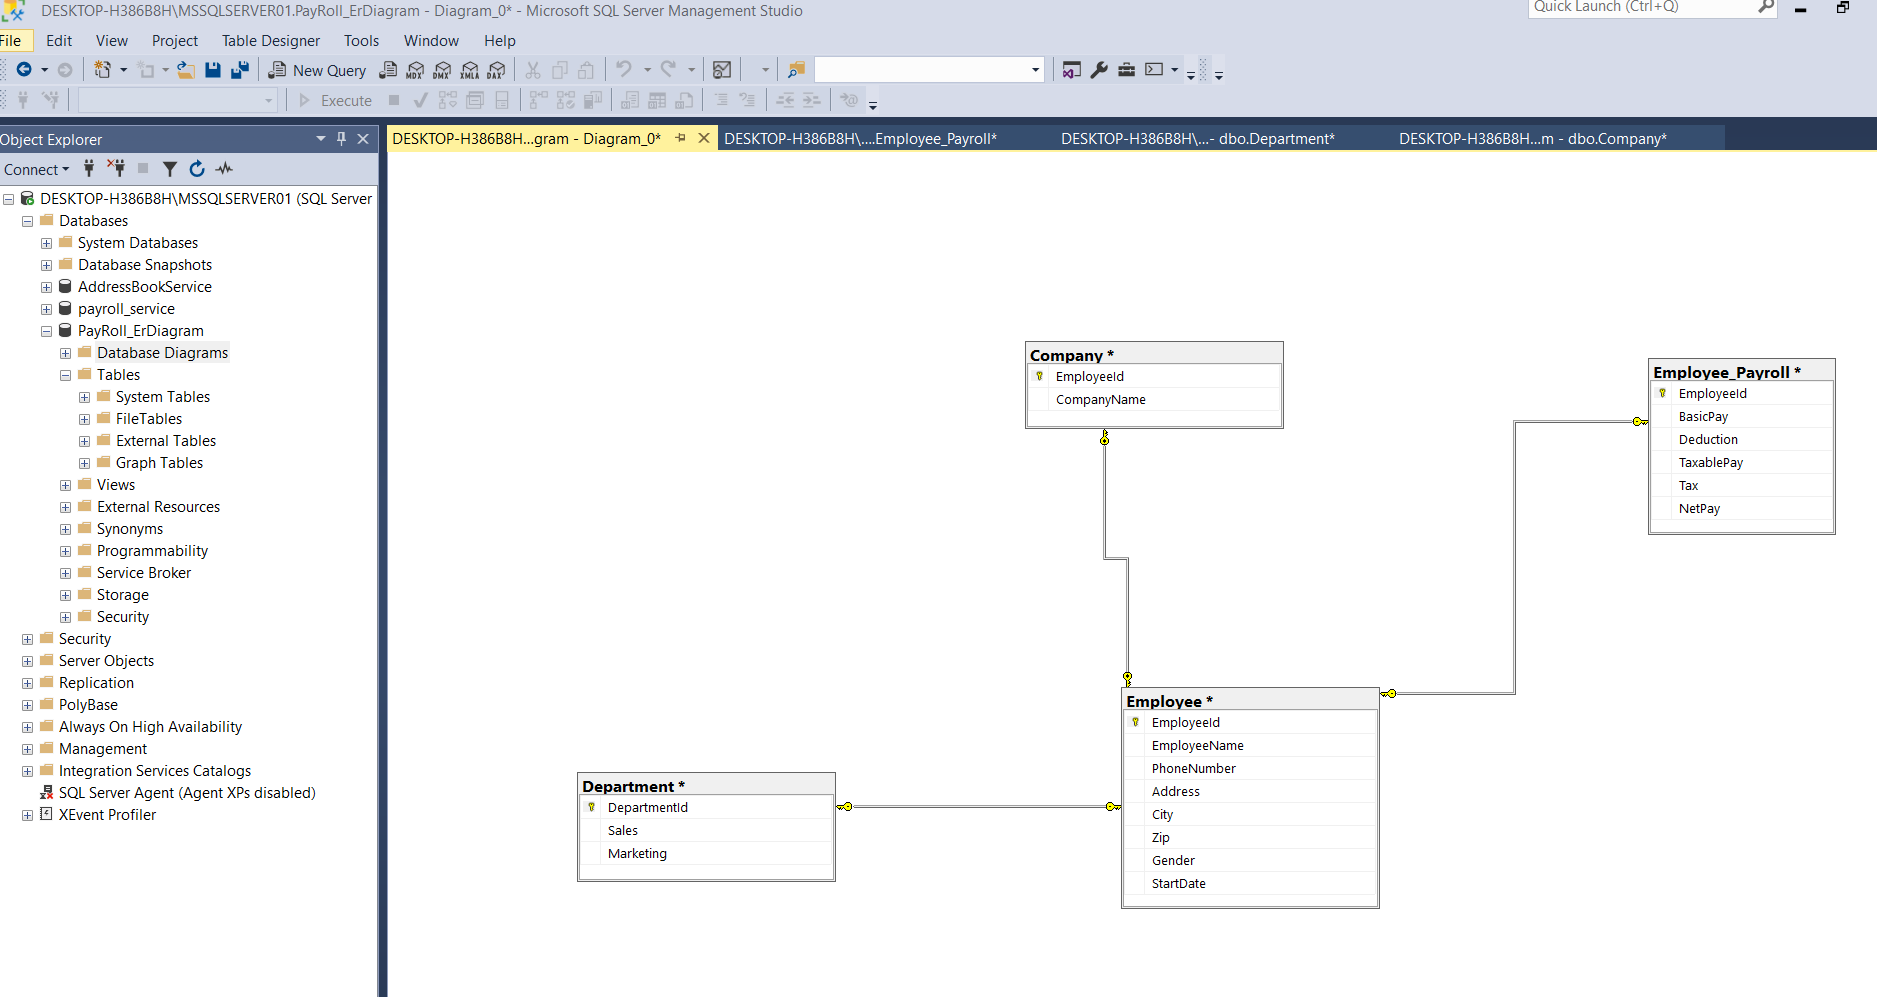 DESKTOP-H386B8H\MSSQLSERVER01.PayRoll_ErDiagram - Diagram_0* - Microsoft SQL Server Management Studio
Quick Launch (Ctrl+Q)
File Edit View Project Table Designer Tools Window Help
New Query MDX DMX XMLA DAX
Execute
Object Explorer
DESKTOP-H386B8H...gram - Diagram_0* DESKTOP-H386B8H\....Employee_Payroll* DESKTOP-H386B8H\...- dbo.Department* DESKTOP-H386B8H...m - dbo.Company*
Connect
DESKTOP-H386B8H\MSSQLSERVER01 (SQL Server
Databases
System Databases
Database Snapshots
AddressBookService
payroll_service
PayRoll_ErDiagram
Database Diagrams
Tables
System Tables
FileTables
External Tables
Graph Tables
Views
External Resources
Synonyms
Programmability
Service Broker
Storage
Security
Security
Server Objects
Replication
PolyBase
Always On High Availability
Management
Integration Services Catalogs
SQL Server Agent (Agent XPs disabled)
XEvent Profiler
Company *
EmployeeId
CompanyName
Employee_Payroll *
EmployeeId
BasicPay
Deduction
TaxablePay
Tax
NetPay
Employee *
EmployeeId
EmployeeName
PhoneNumber
Address
City
Zip
Gender
StartDate
Department *
DepartmentId
Sales
Marketing